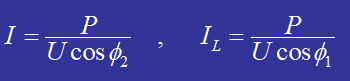 I = P / (U cos ϕ₂) , I_L = P / (U cos ϕ₁)